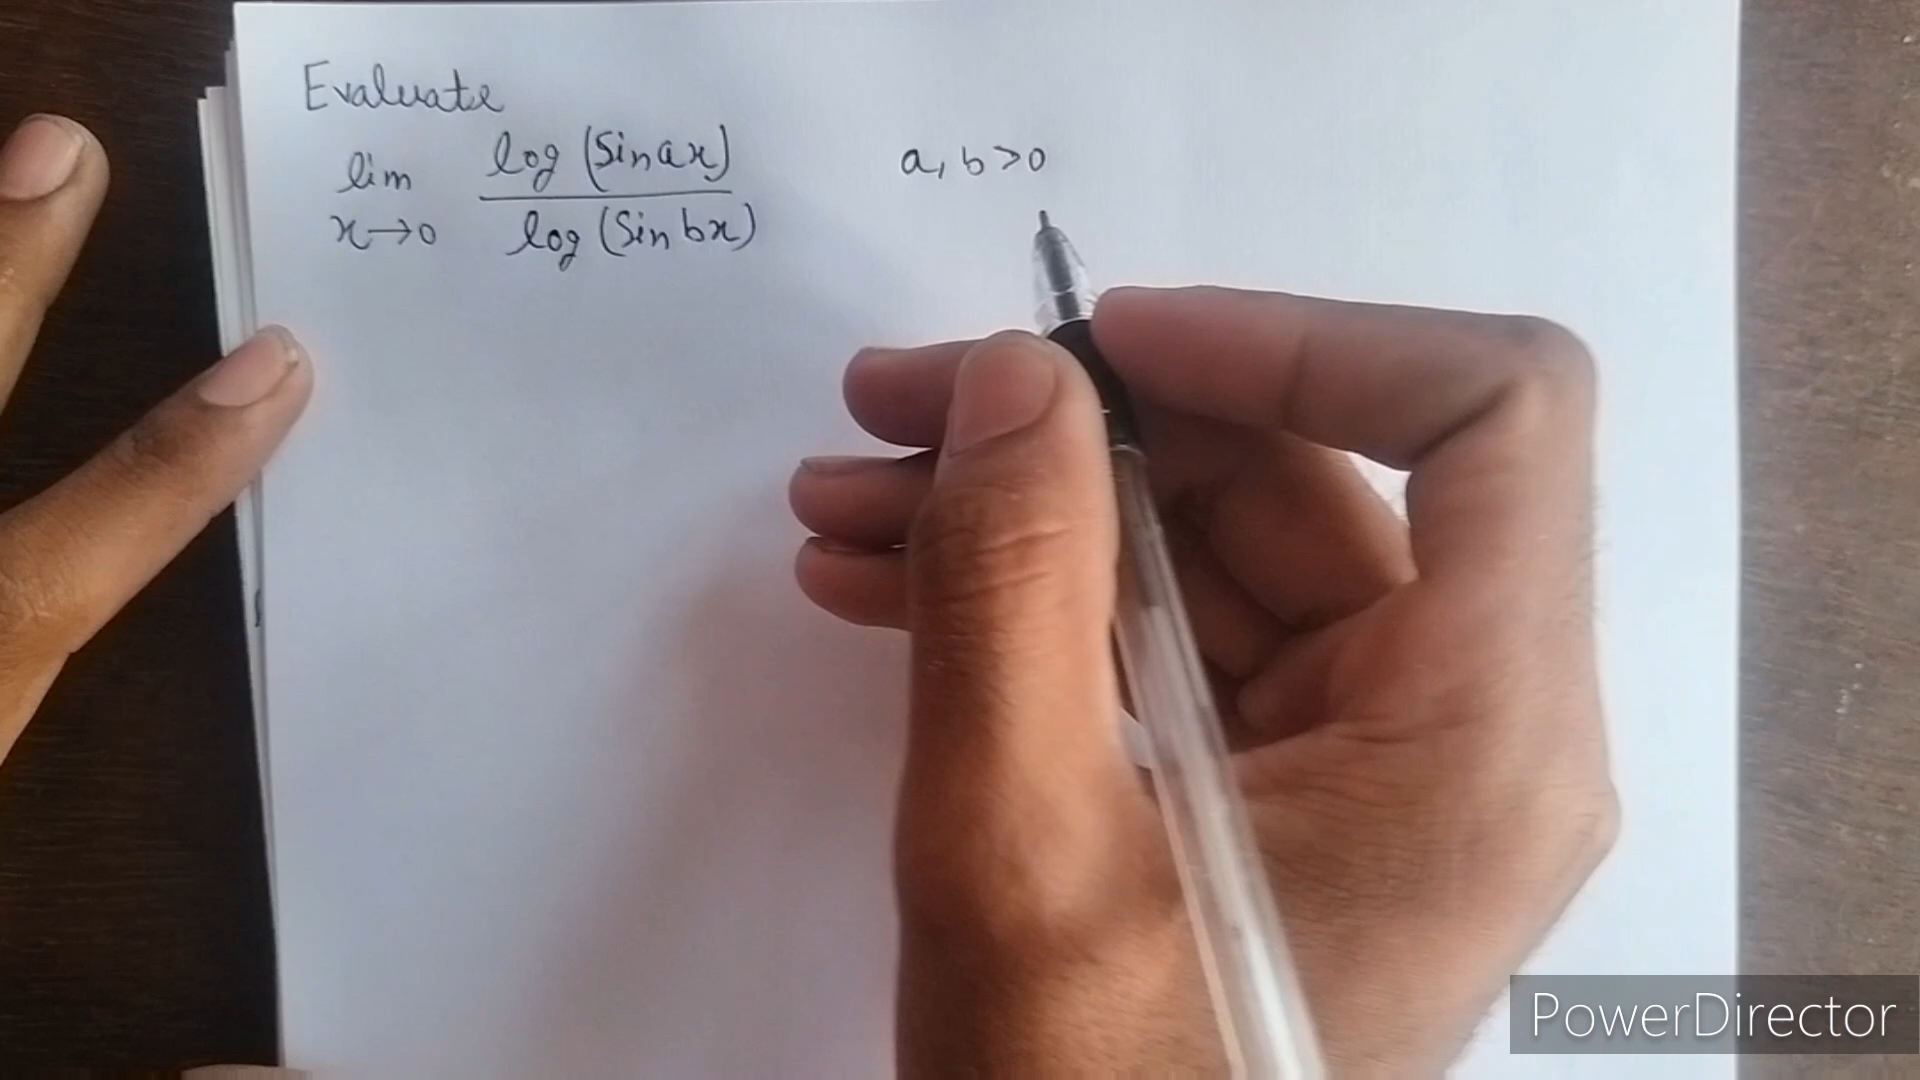 Evaluate
lim log (Sin ax) a, b > 0
x→0 log (Sin bx)
PowerDirector